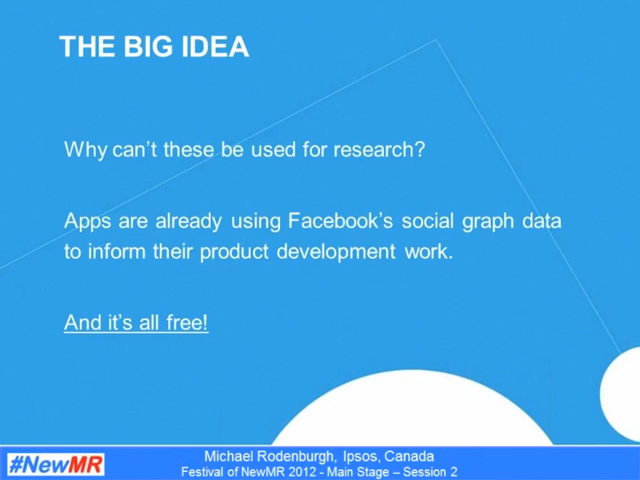 THE BIG IDEA
Why can't these be used for research?
Apps are already using Facebook's social graph data
to inform their product development work.
And it's all free!
#NewMR
Michael Rodenburgh, Ipsos, Canada
Festival of NewMR 2012 - Main Stage – Session 2